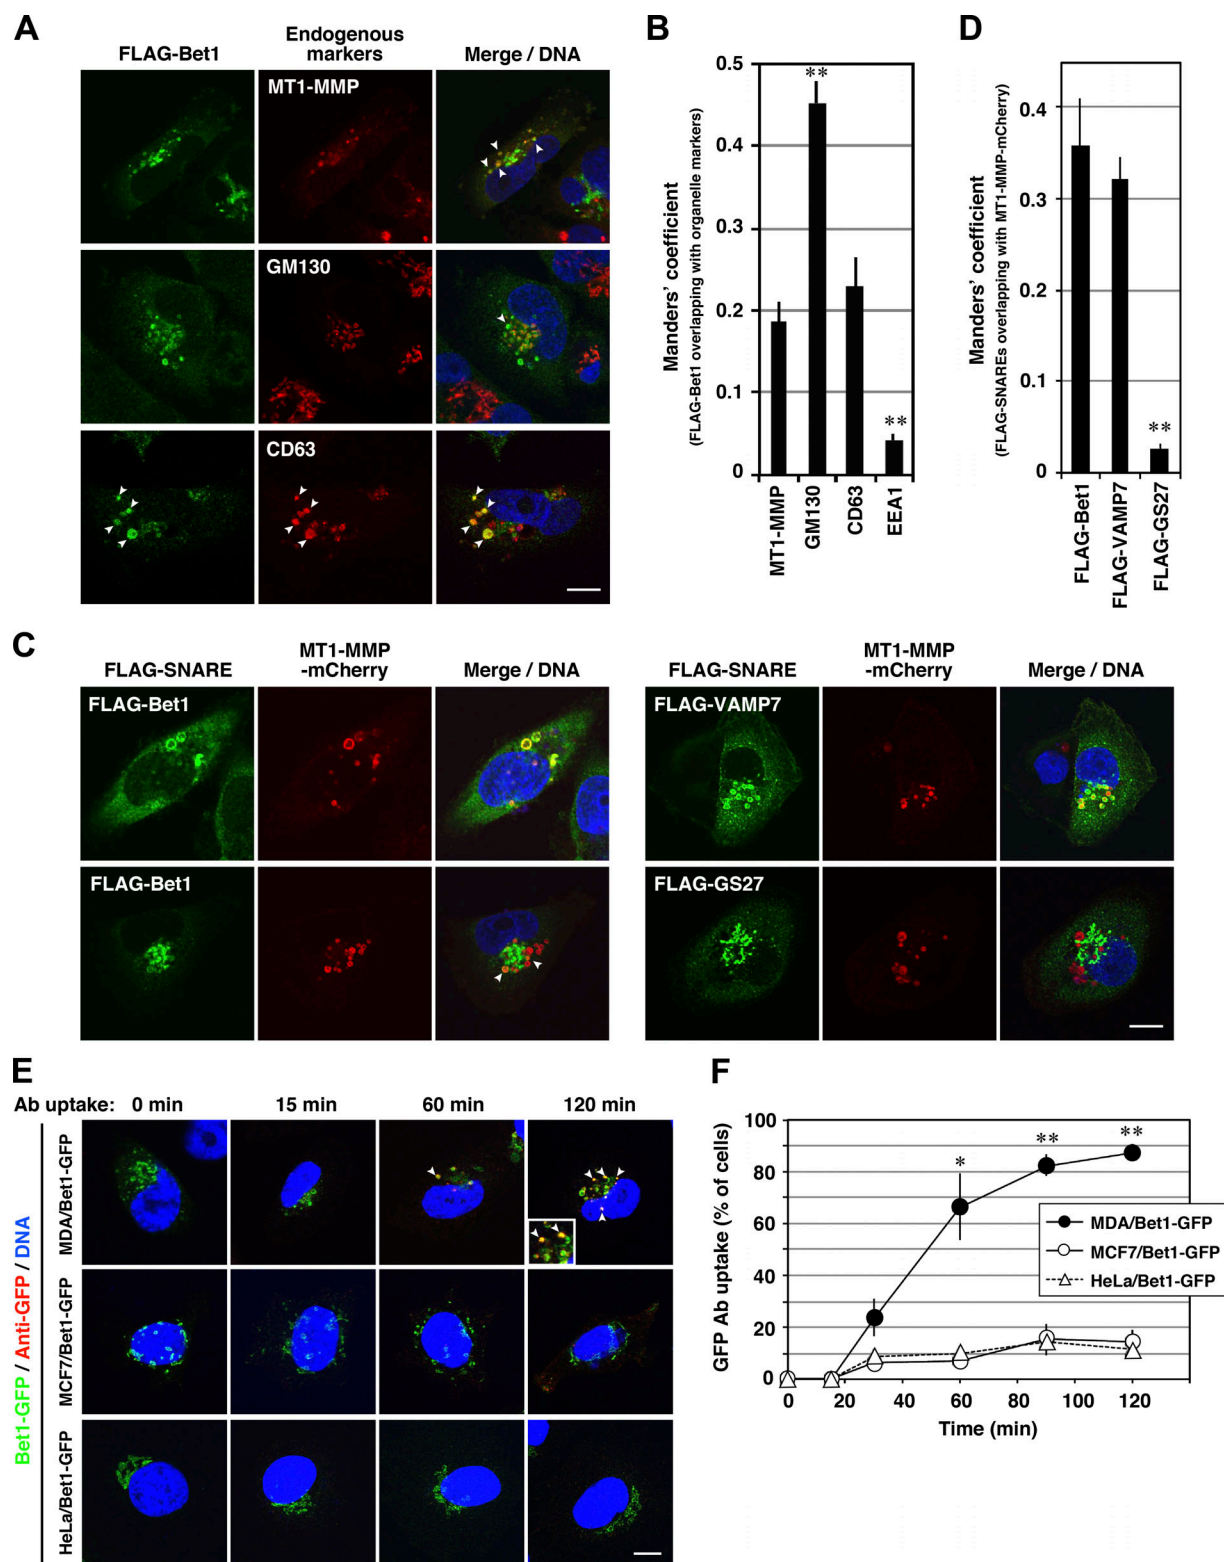 A
FLAG-Bet1
Endogenous
markers
Merge / DNA
MT1-MMP
GM130
CD63
B
Manders' coefficient
(FLAG-Bet1 overlapping with organelle markers)
0.5
0.4
0.3
0.2
0.1
0
**
**
MT1-MMP
GM130
CD63
EEA1
D
Manders' coefficient
(FLAG-SNAREs overlapping with MT1-MMP-mCherry)
0.4
0.3
0.2
0.1
0
**
FLAG-Bet1
FLAG-VAMP7
FLAG-GS27
C
FLAG-SNARE
MT1-MMP
-mCherry
Merge / DNA
FLAG-Bet1
FLAG-Bet1
FLAG-SNARE
MT1-MMP
-mCherry
Merge / DNA
FLAG-VAMP7
FLAG-GS27
E
Ab uptake: 0 min 15 min 60 min 120 min
Bet1-GFP / Anti-GFP / DNA
MDA/Bet1-GFP
MCF7/Bet1-GFP
HeLa/Bet1-GFP
F
GFP Ab uptake (% of cells)
100
80
60
40
20
0
*
**
**
MDA/Bet1-GFP
MCF7/Bet1-GFP
HeLa/Bet1-GFP
0 20 40 60 80 100 120
Time (min)